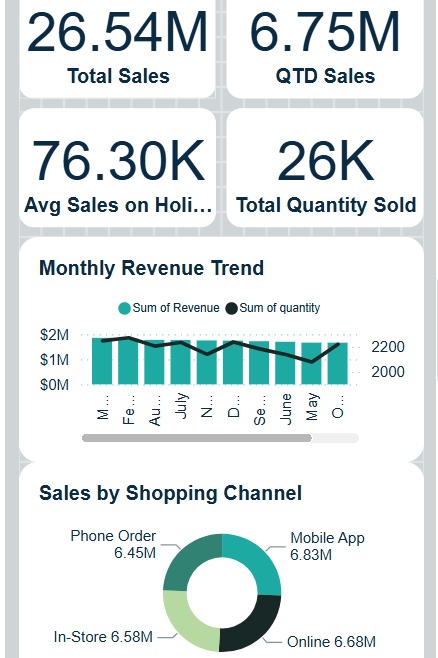 26.54M
Total Sales
6.75M
QTD Sales
76.30K
Avg Sales on Holi...
26K
Total Quantity Sold
Monthly Revenue Trend
Sum of Revenue
Sum of quantity
$2M
$1M
$0M
2200
2000
M...
Fe...
Au...
July
N...
D...
Se...
June
May
O...
Sales by Shopping Channel
Phone Order
6.45M
Mobile App
6.83M
In-Store 6.58M
Online 6.68M